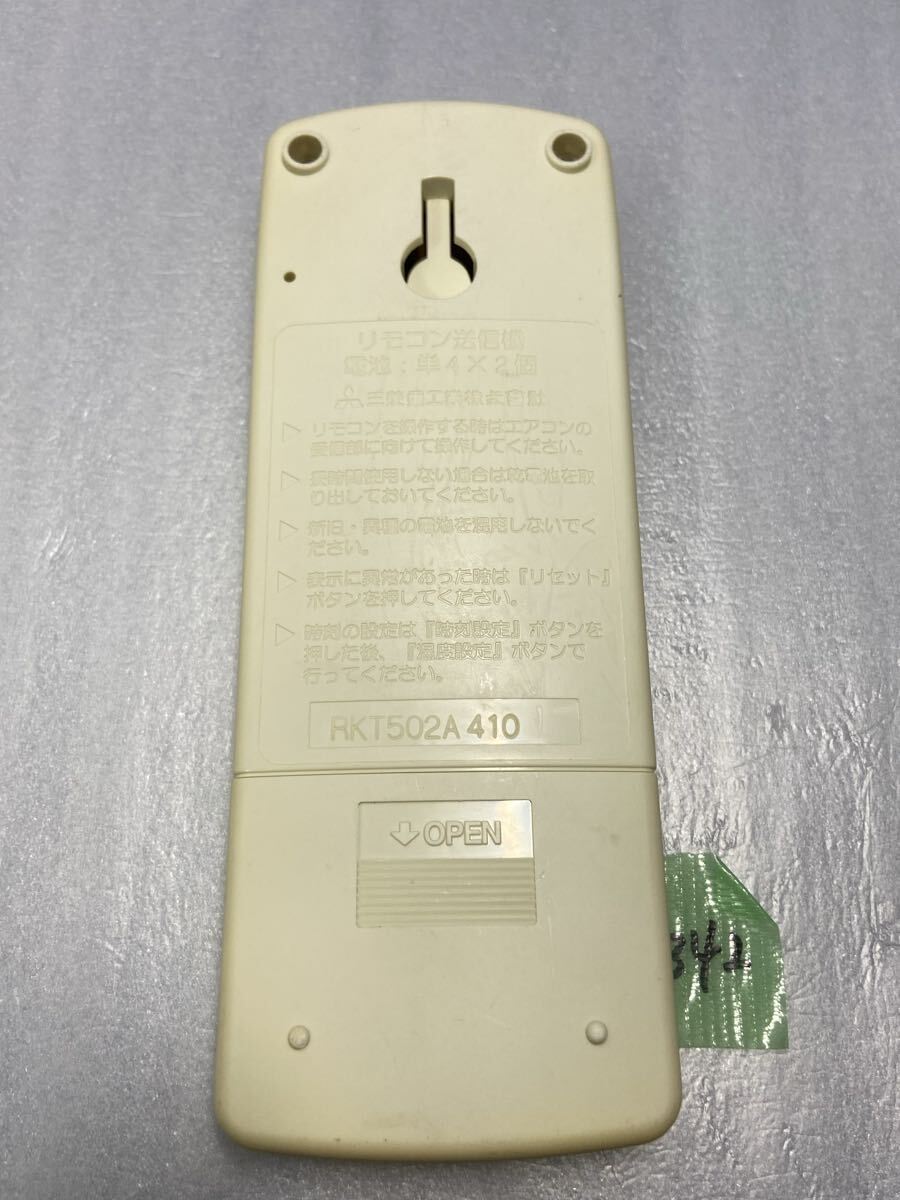 リモコン送信機
電池：単4×2個
三菱重工業株式会社
▷ リモコンを操作する時はエアコンの
受信部に向けて操作してください。
▷ 長時間使用しない場合は乾電池を取
り出しておいてください。
▷ 新旧・異種の電池を混用しないでく
ださい。
▷ 表示に異常があった時は『リセット』
ボタンを押してください。
▷ 時刻の設定は『時刻設定』ボタンを
押した後、『温度設定』ボタンで
行ってください。
RKT502A 410
↓OPEN
342